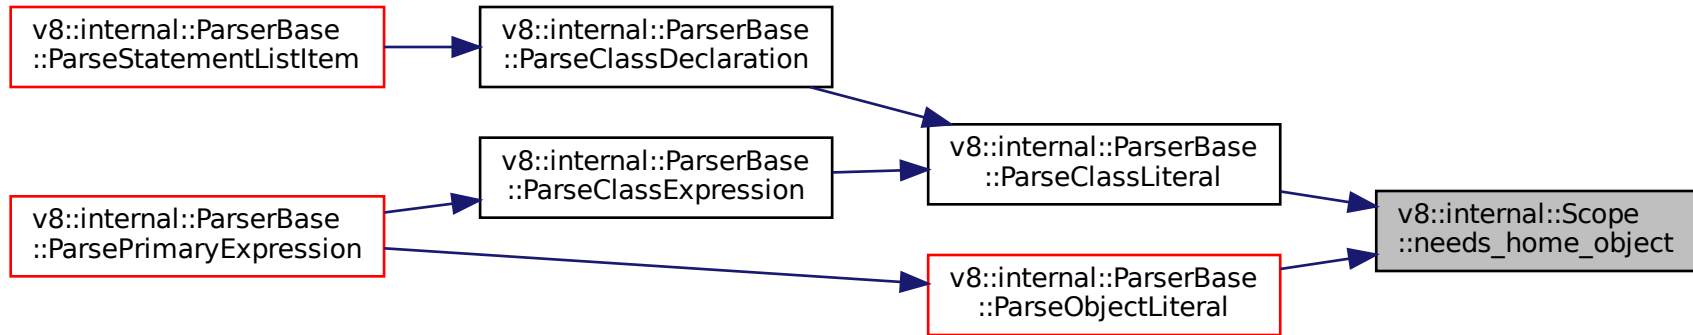 v8::internal::ParserBase
::ParseStatementListItem
v8::internal::ParserBase
::ParseClassDeclaration
v8::internal::ParserBase
::ParseClassLiteral
v8::internal::ParserBase
::ParseClassExpression
v8::internal::ParserBase
::ParsePrimaryExpression
v8::internal::Scope
::needs_home_object
v8::internal::ParserBase
::ParseObjectLiteral